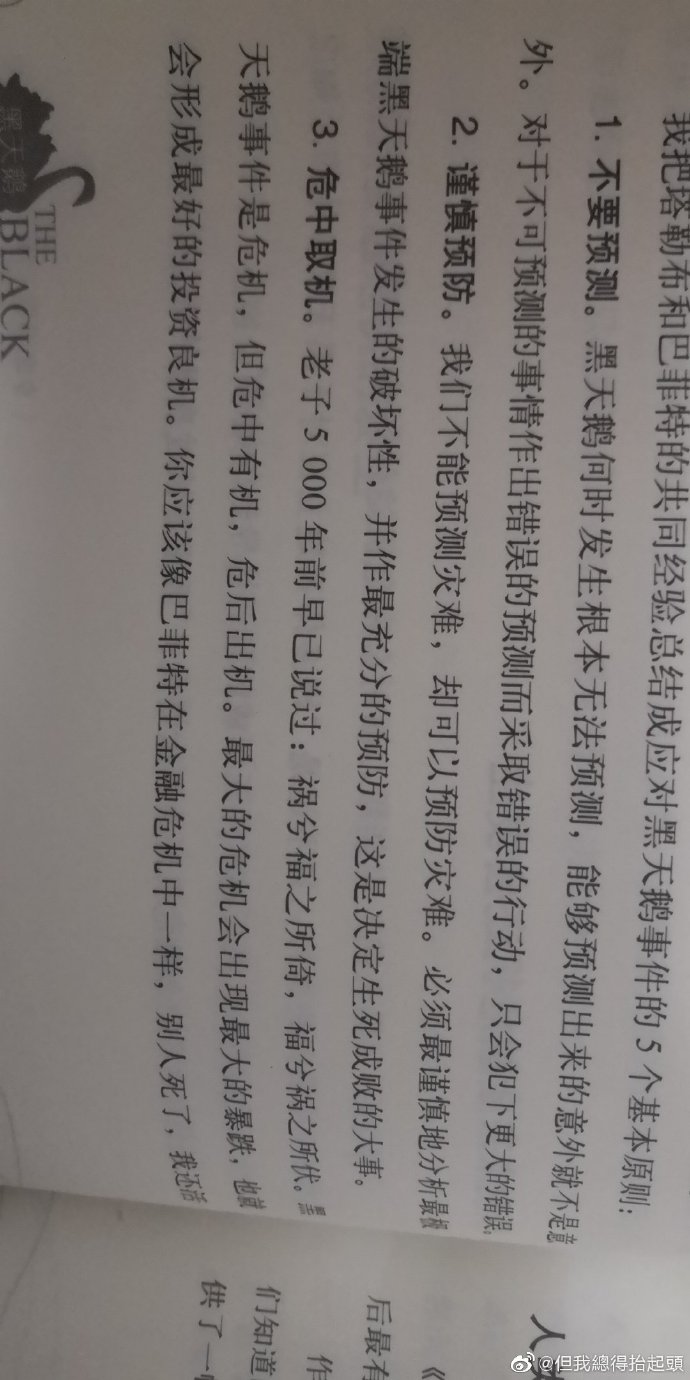 我把塔勒布和巴菲特的共同经验总结成应对黑天鹅事件的5个基本原则：
1. 不要预测。黑天鹅何时发生根本无法预测，能够预测出来的意外就不是意
外。对于不可预测的事情作出错误的预测而采取错误的行动，只会犯下更大的错误。
2. 谨慎预防。我们不能预测灾难，却可以预防灾难。必须最谨慎地分析最极
端黑天鹅事件发生的破坏性，并作最充分的预防，这是决定生死成败的大事。
3. 危中取机。老子5 000年前早已说过：祸兮福之所倚，福兮祸之所伏。黑
天鹅事件是危机，但危中有机，危后出机。最大的危机会出现最大的暴跌，也就
会形成最好的投资良机。你应该像巴菲特在金融危机中一样，别人死了，我还活
黑天鹅
THE
BLACK
人
《
后最有
作
们知道
供了一
@但我總得抬起頭